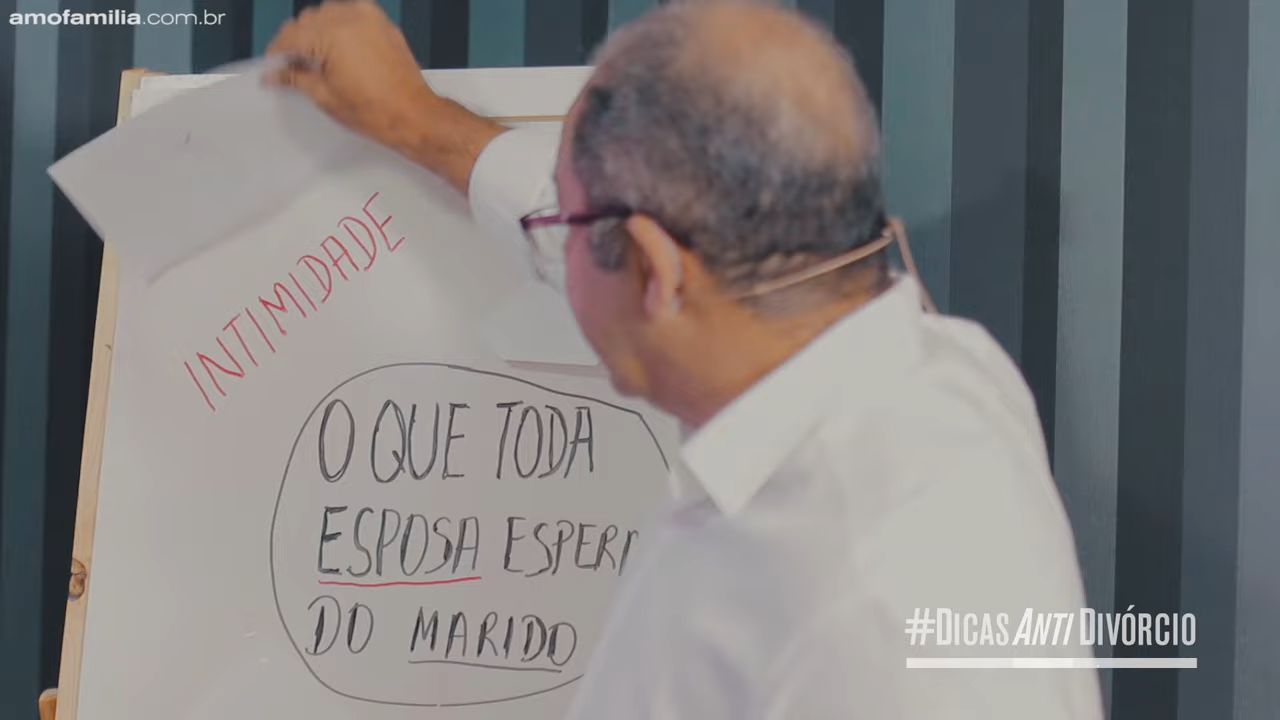 amofamilia.com.br
INTIMIDADE
O QUE TODA
ESPOSA
DO MARIDO
#DICAS ANTI DIVÓRCIO